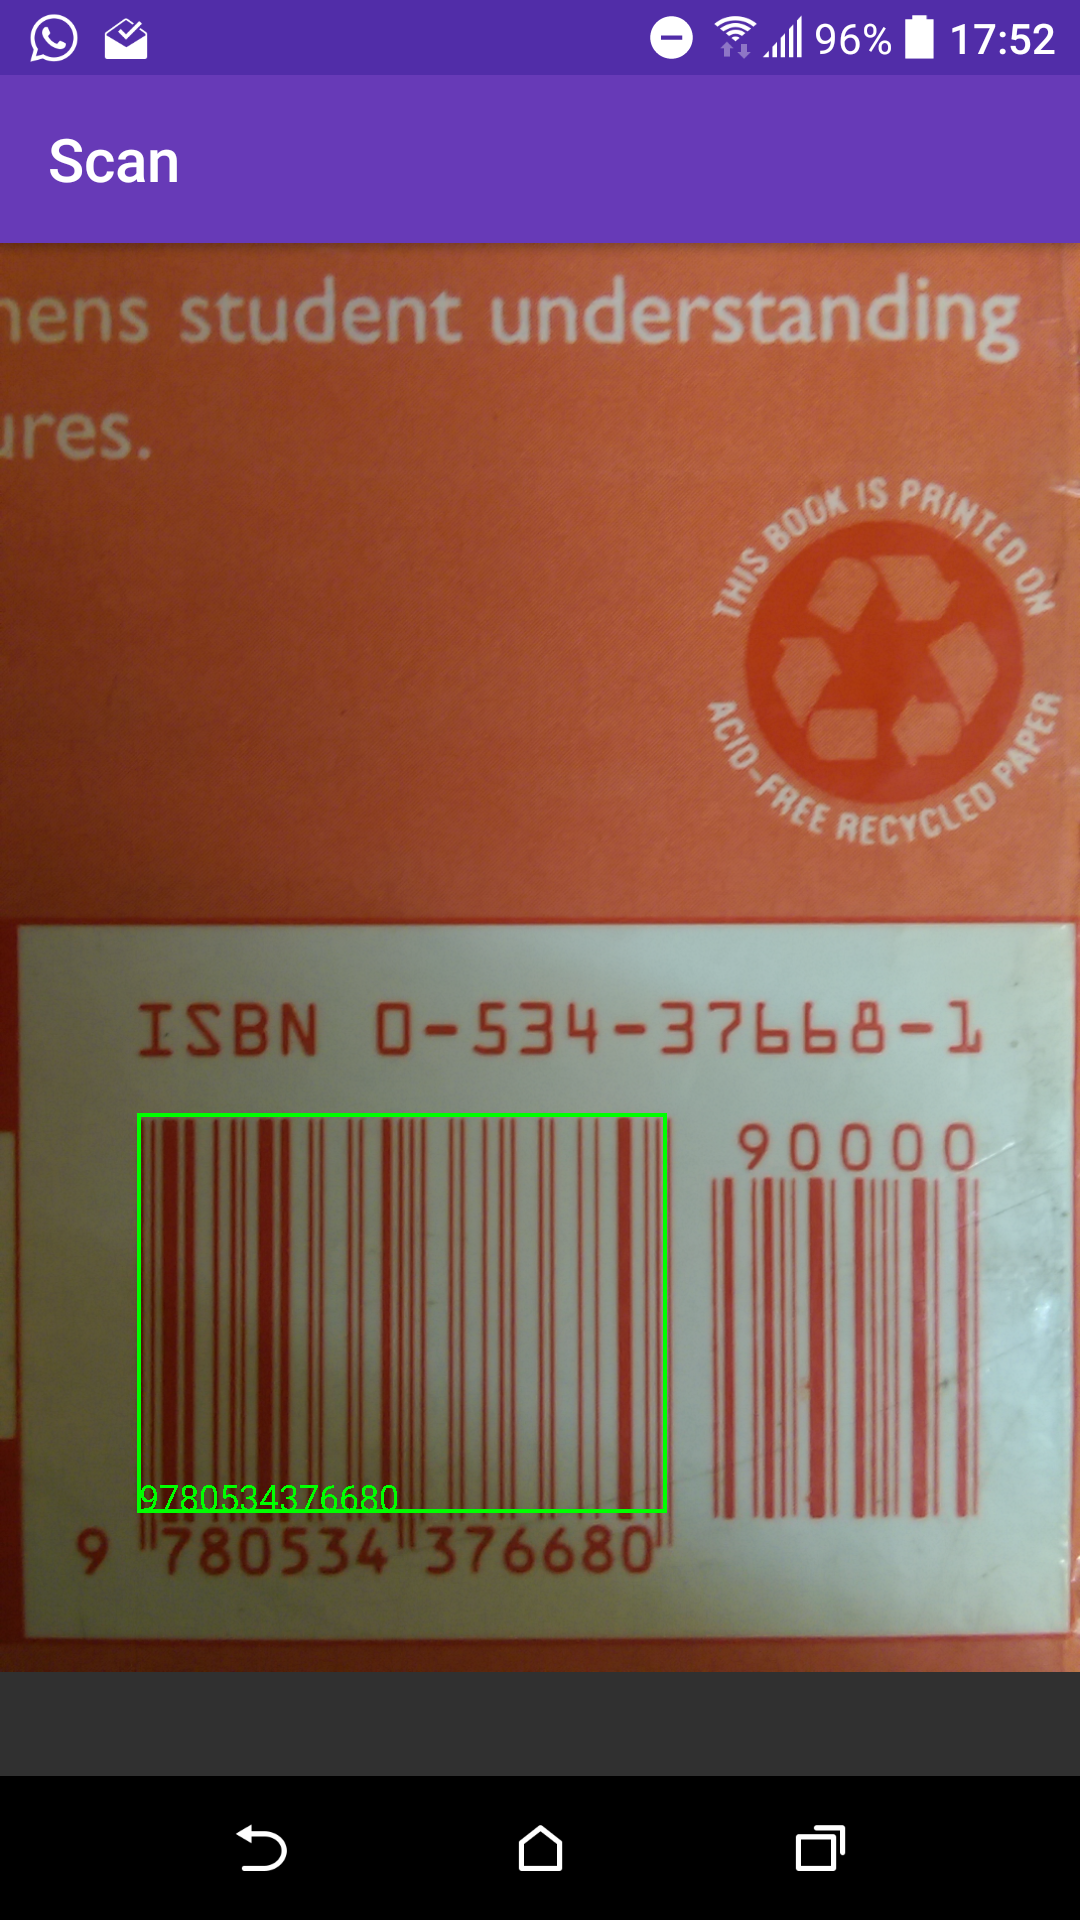 96% 17:52
Scan
hens student understanding
ures.
THIS BOOK IS PRINTED ON
ACID-FREE RECYCLED PAPER
ISBN 0-534-37668-1
90000
9780534376680
9 780534 376680